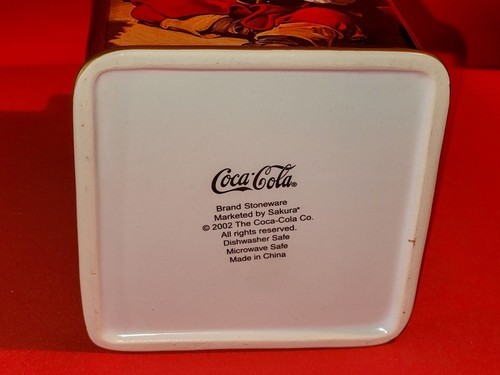 Coca-Cola®
Brand Stoneware
Marketed by Sakura®
© 2002 The Coca-Cola Co.
All rights reserved.
Dishwasher Safe
Microwave Safe
Made in China